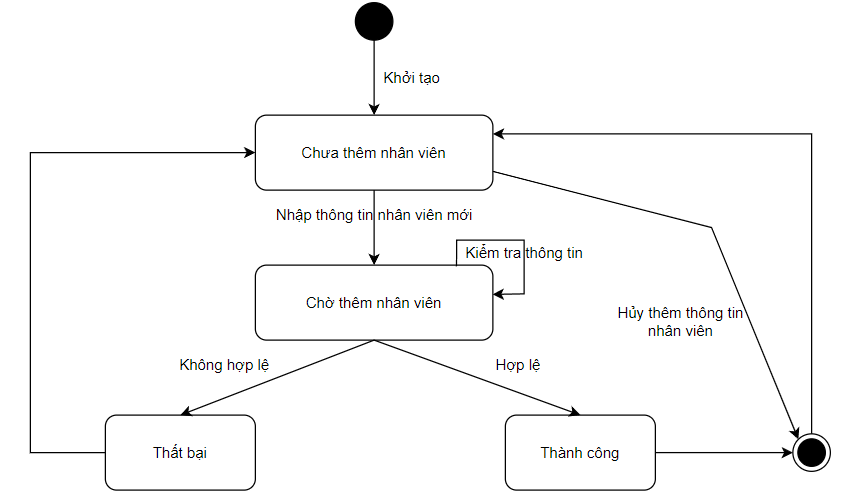 Khởi tạo
Chưa thêm nhân viên
Nhập thông tin nhân viên mới
Kiểm tra thông tin
Chờ thêm nhân viên
Hủy thêm thông tin
nhân viên
Không hợp lệ
Hợp lệ
Thất bại
Thành công